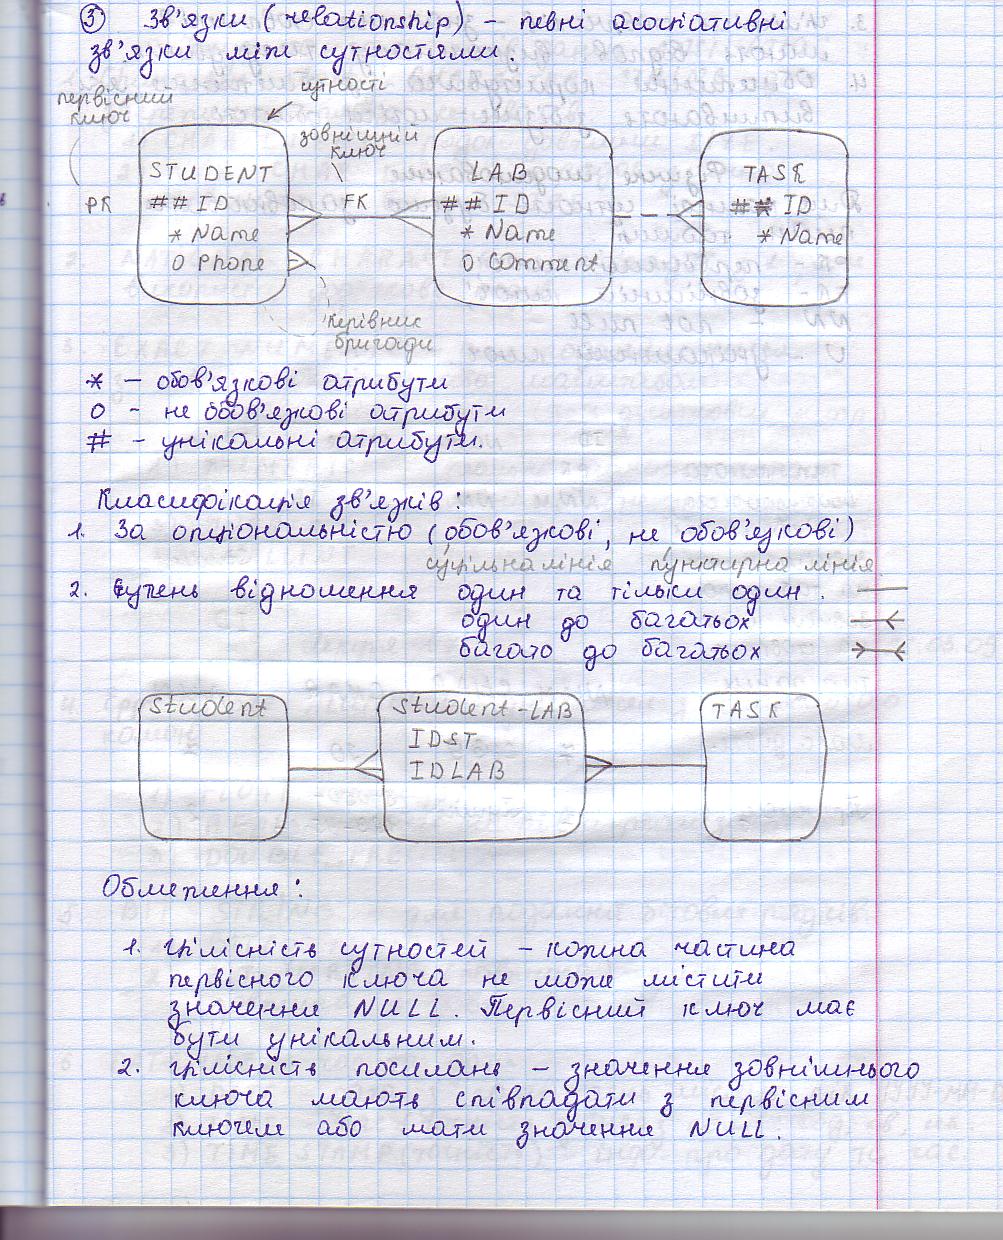 ③ Зв'язки (relationship) – певні асоціативні
зв'язки між сутностями.
первісний
ключ
сутності
зовнішній
ключ
PK
STUDENT
##ID
* Name
O Phone
FK
LAB
##ID
* Name
O Comment
TASK
## ID
* Name
керівник
бригади
* – обов'язкові атрибути
O – не обов'язкові атрибути
# – унікальні атрибути.
Класифікація зв'язків:
1. За опціональністю (обов'язкові, не обов'язкові)
суцільна лінія пунктирна лінія
2. Ступень відношення один та тільки один.
один до багатьох
багато до багатьох
Student
Student-LAB
IDST
IDLAB
TASK
Обмеження:
1. Цілісність сутностей – кожна частина
первісного ключа не може містити
значення NULL. Первісний ключ має
бути унікальним.
2. Цілісність посилань – значення зовнішнього
ключа мають співпадати з первісним
ключем або мати значення NULL.